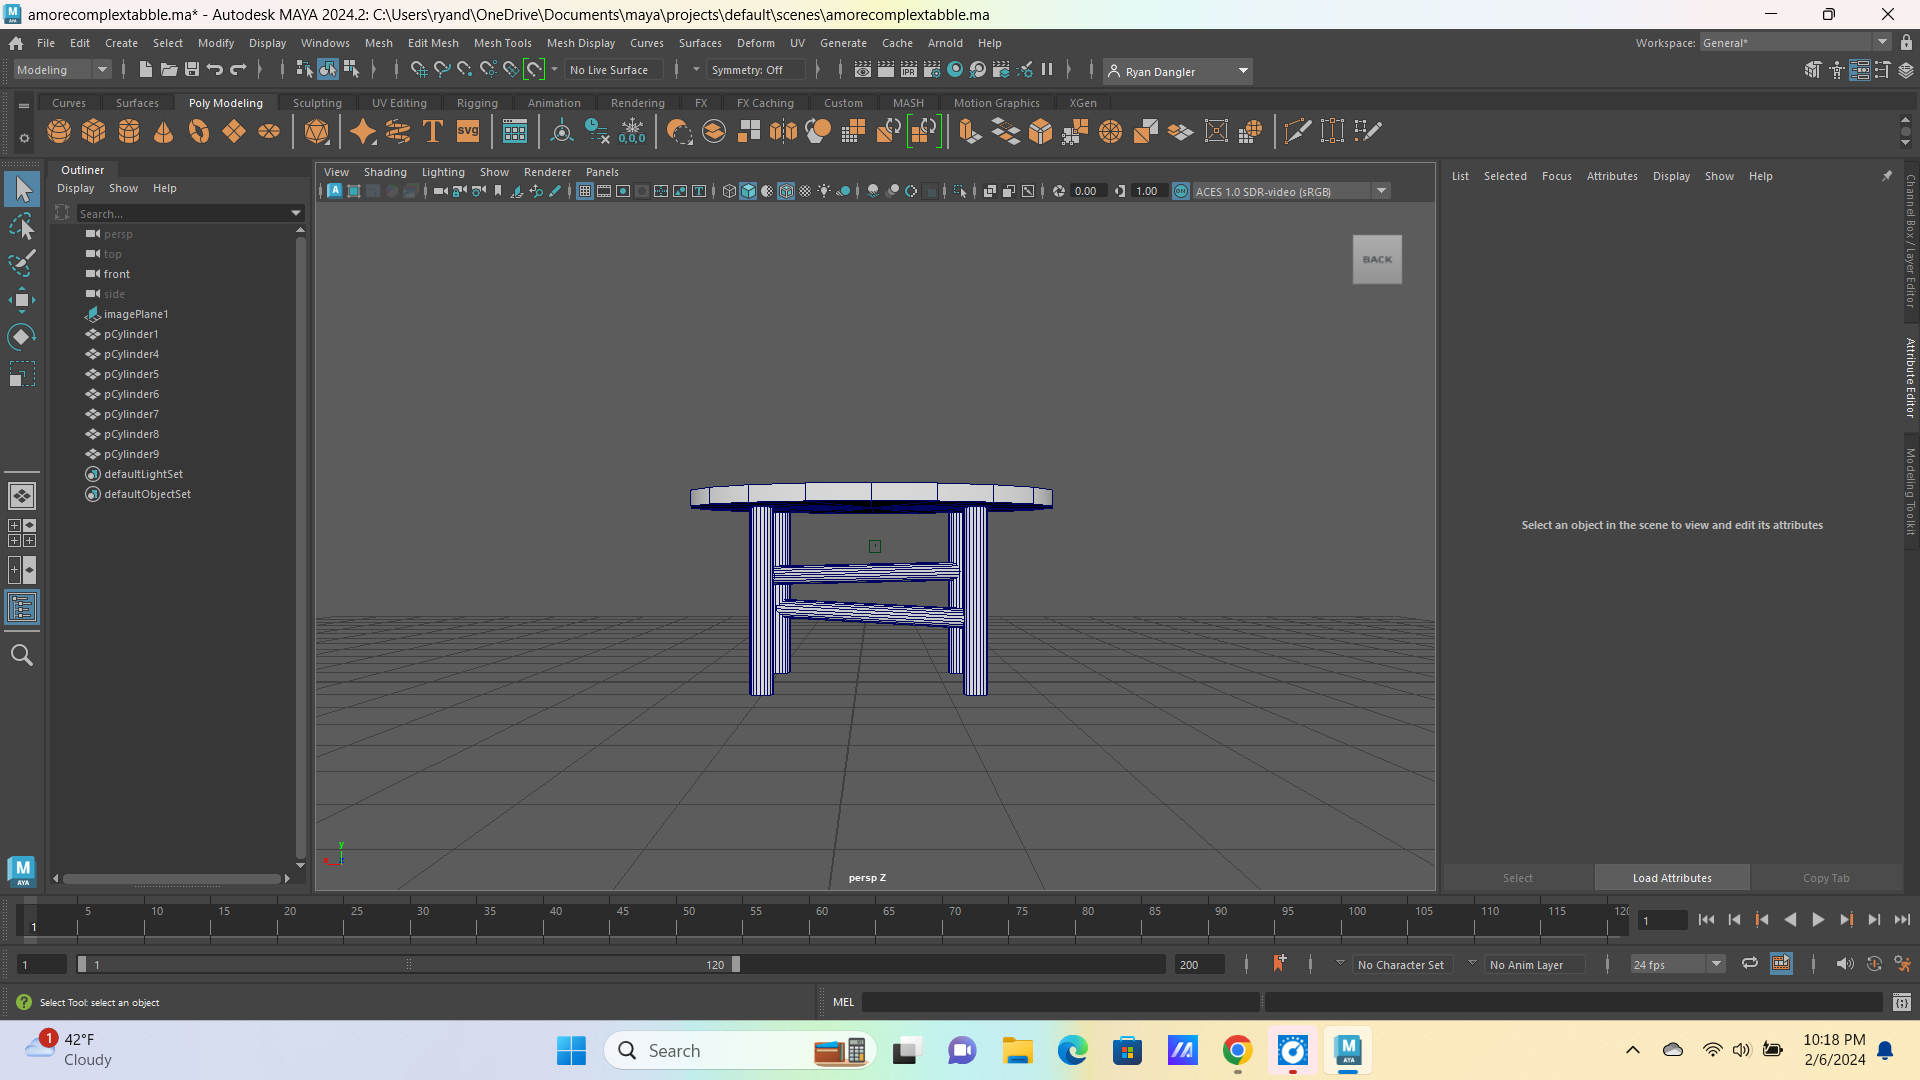 amorecomplextabble.ma* - Autodesk MAYA 2024.2: C:\Users\ryand\OneDrive\Documents\maya\projects\default\scenes\amorecomplextabble.ma
File Edit Create Select Modify Display Windows Mesh Edit Mesh Mesh Tools Mesh Display Curves Surfaces Deform UV Generate Cache Arnold Help
Workspace: General*
Modeling
No Live Surface
Symmetry: Off
IPR
Ryan Dangler
Curves Surfaces Poly Modeling Sculpting UV Editing Rigging Animation Rendering FX FX Caching Custom MASH Motion Graphics XGen
T
svg
0,0,0
Outliner
Display Show Help
Search...
persp
top
front
side
imagePlane1
pCylinder1
pCylinder4
pCylinder5
pCylinder6
pCylinder7
pCylinder8
pCylinder9
defaultLightSet
defaultObjectSet
View Shading Lighting Show Renderer Panels
0.00
1.00
ON
ACES 1.0 SDR-video (sRGB)
BACK
y
x
z
persp Z
List Selected Focus Attributes Display Show Help
Select an object in the scene to view and edit its attributes
Select
Load Attributes
Copy Tab
Channel Box / Layer Editor
Attribute Editor
Modeling Toolkit
M
AYA
5 10 15 20 25 30 35 40 45 50 55 60 65 70 75 80 85 90 95 100 105 110 115 120
1
1
1
1
120
200
No Character Set
No Anim Layer
24 fps
Select Tool: select an object
MEL
1
42°F
Cloudy
Search
M
AYA
10:18 PM
2/6/2024